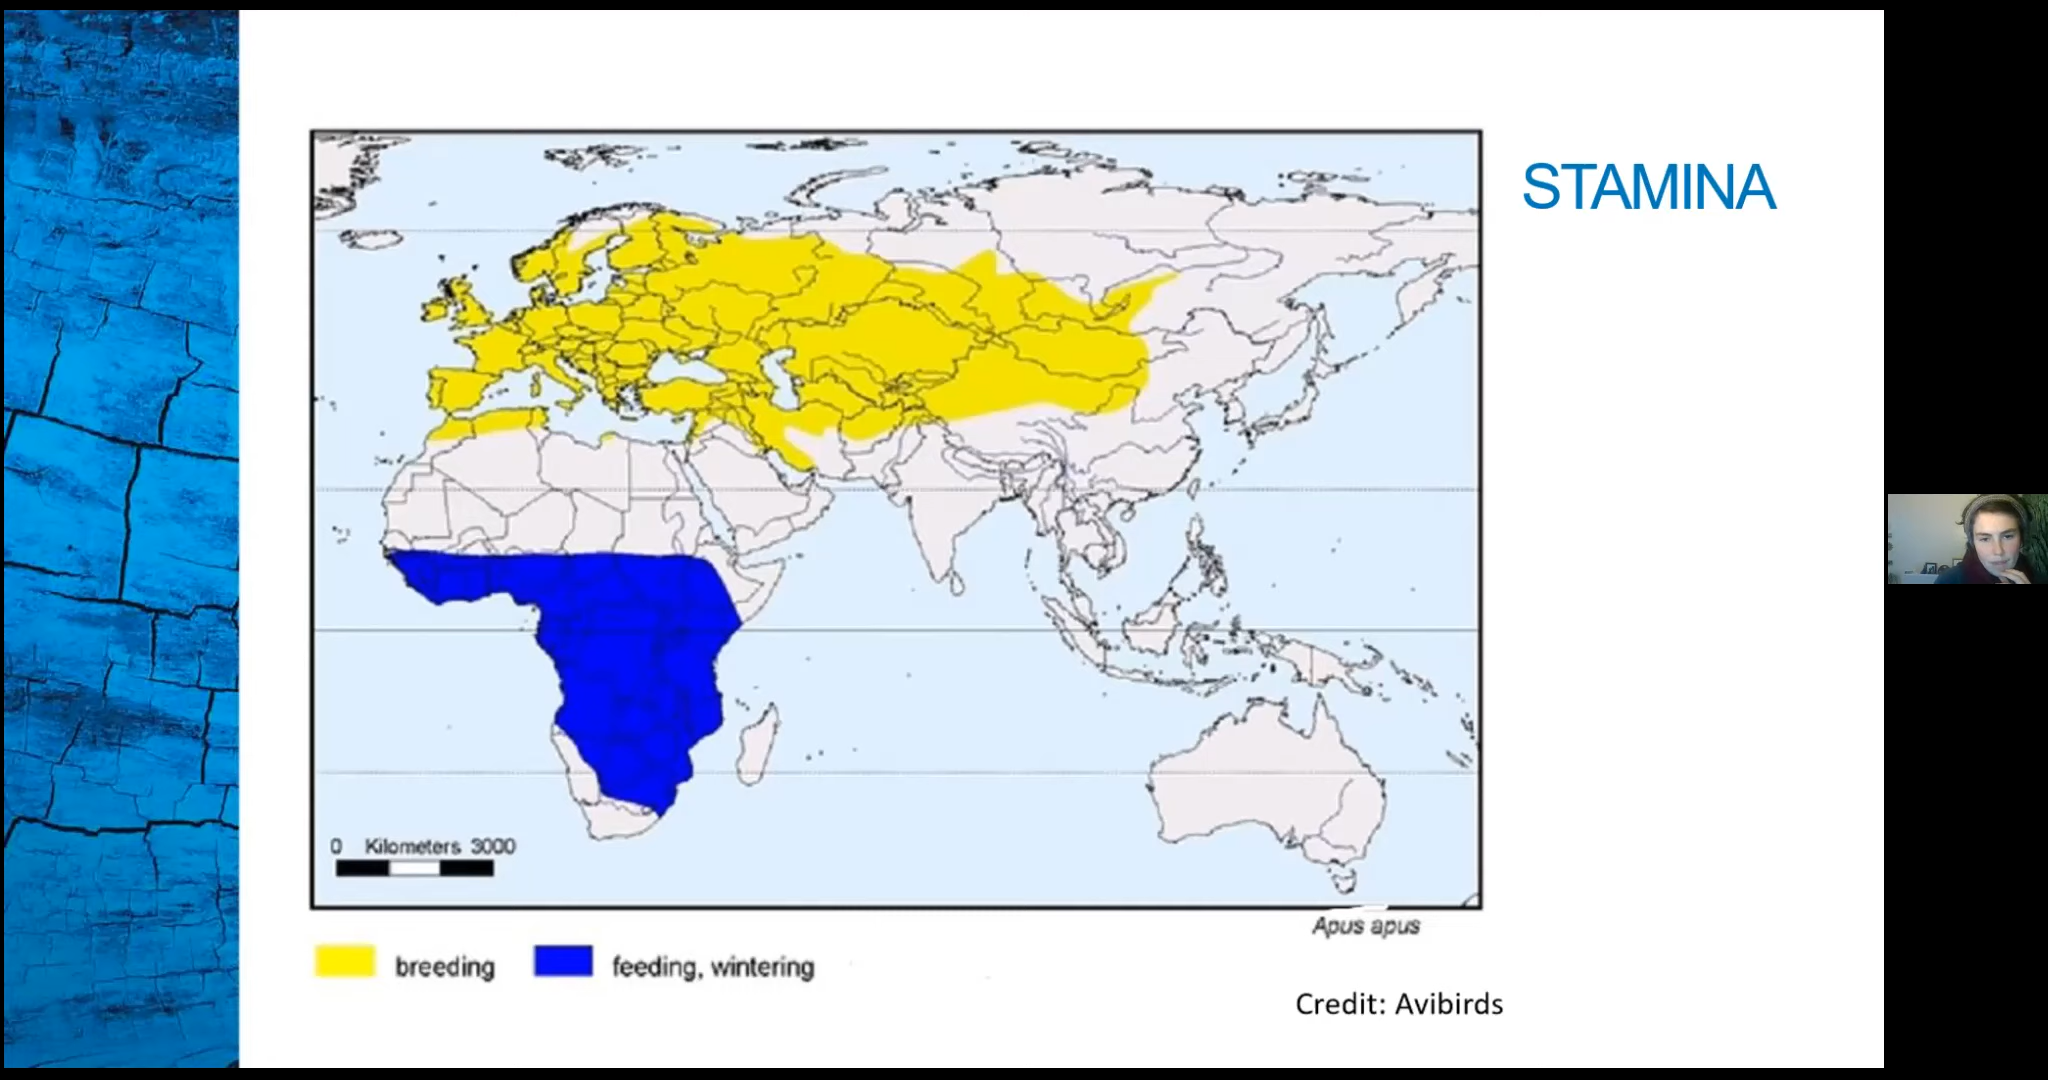 STAMINA
0 Kilometers 3000
Apus apus
breeding feeding, wintering
Credit: Avibirds